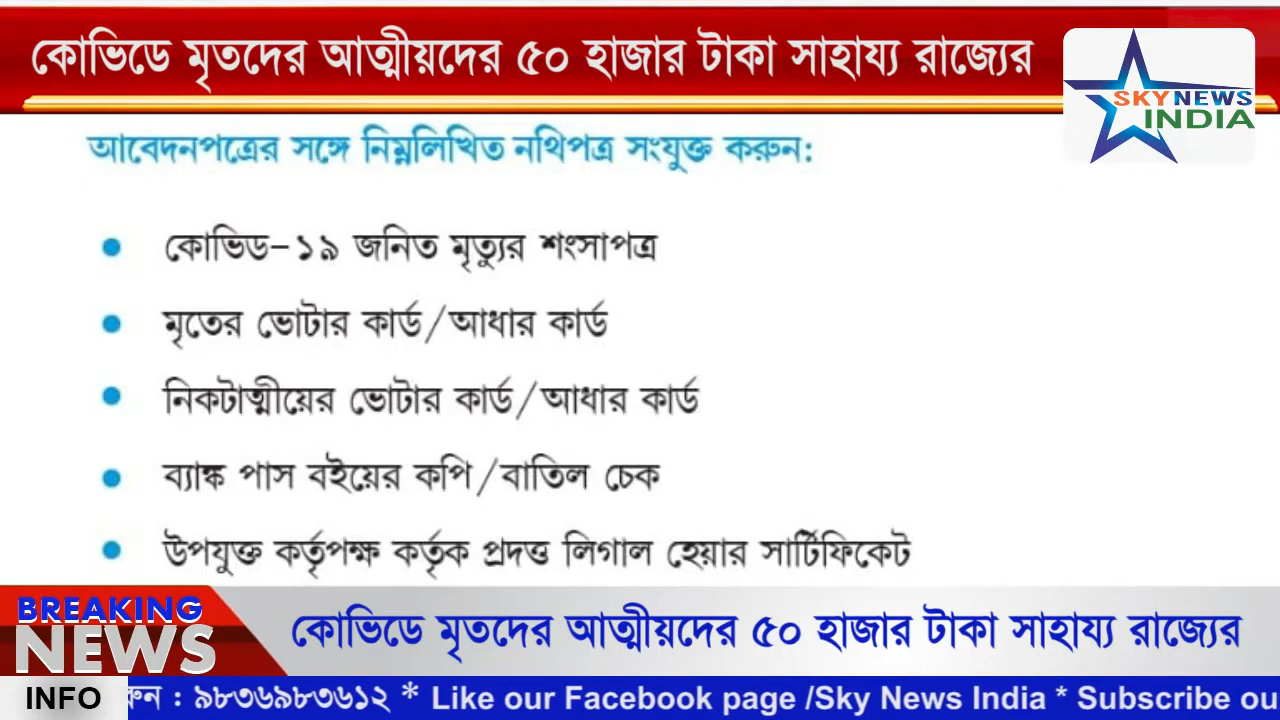 কোভিডে মৃতদের আত্মীয়দের ৫০ হাজার টাকা সাহায্য রাজ্যের
SKYNEWS
INDIA
আবেদনপত্রের সঙ্গে নিম্নলিখিত নথিপত্র সংযুক্ত করুন:
• কোভিড-১৯ জনিত মৃত্যুর শংসাপত্র
• মৃতের ভোটার কার্ড/আধার কার্ড
• নিকটাত্মীয়ের ভোটার কার্ড/আধার কার্ড
• ব্যাঙ্ক পাস বইয়ের কপি/বাতিল চেক
• উপযুক্ত কর্তৃপক্ষ কর্তৃক প্রদত্ত লিগাল হেয়ার সার্টিফিকেট
BREAKING
NEWS
কোভিডে মৃতদের আত্মীয়দের ৫০ হাজার টাকা সাহায্য রাজ্যের
INFO
: ৯৮৩৬৯৮৩৬১২ * Like our Facebook page /Sky News India * Subscribe ou